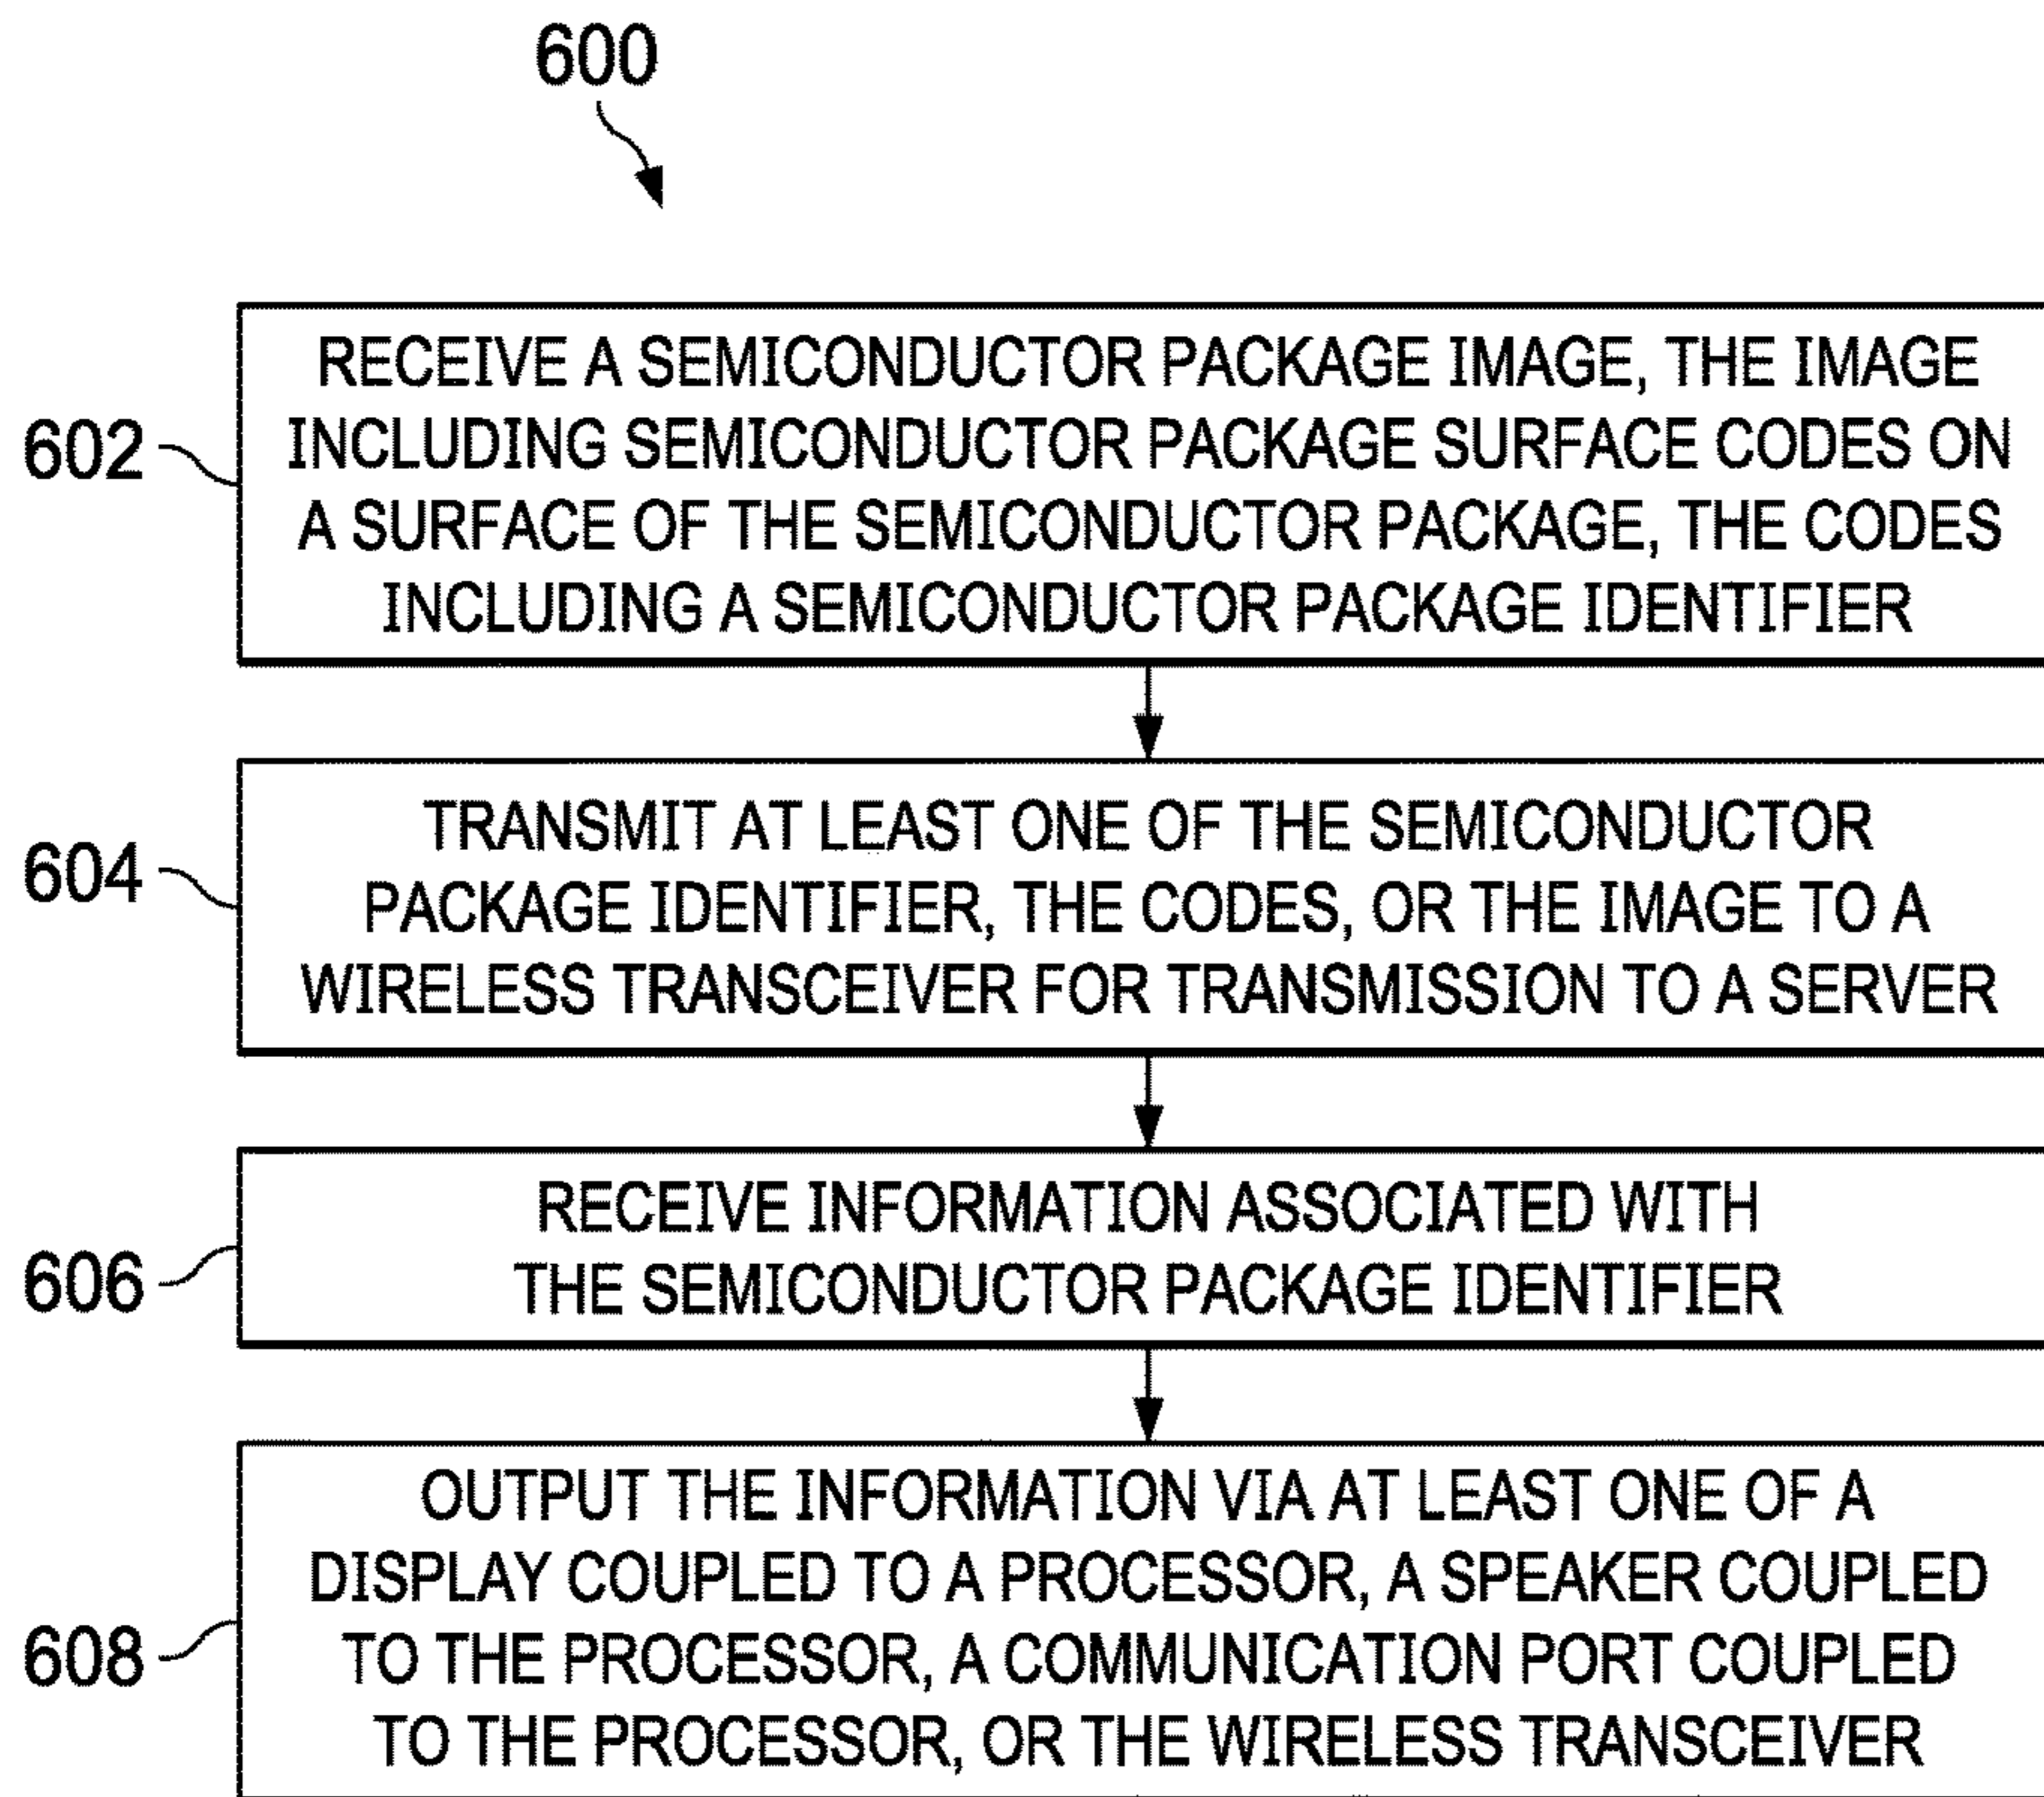 600
602
RECEIVE A SEMICONDUCTOR PACKAGE IMAGE, THE IMAGE
INCLUDING SEMICONDUCTOR PACKAGE SURFACE CODES ON
A SURFACE OF THE SEMICONDUCTOR PACKAGE, THE CODES
INCLUDING A SEMICONDUCTOR PACKAGE IDENTIFIER
604
TRANSMIT AT LEAST ONE OF THE SEMICONDUCTOR
PACKAGE IDENTIFIER, THE CODES, OR THE IMAGE TO A
WIRELESS TRANSCEIVER FOR TRANSMISSION TO A SERVER
606
RECEIVE INFORMATION ASSOCIATED WITH
THE SEMICONDUCTOR PACKAGE IDENTIFIER
608
OUTPUT THE INFORMATION VIA AT LEAST ONE OF A
DISPLAY COUPLED TO A PROCESSOR, A SPEAKER COUPLED
TO THE PROCESSOR, A COMMUNICATION PORT COUPLED
TO THE PROCESSOR, OR THE WIRELESS TRANSCEIVER